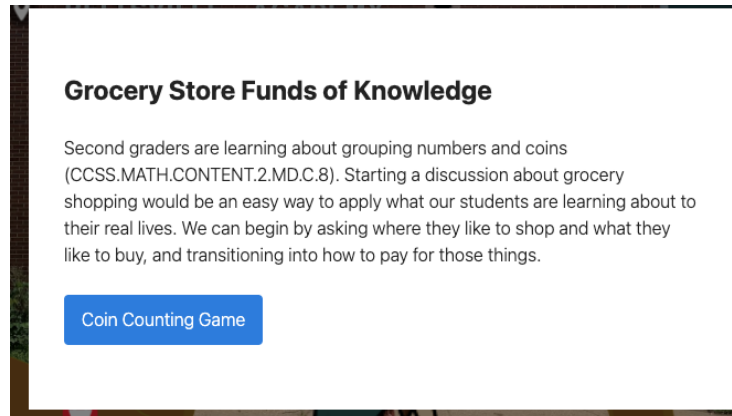 Grocery Store Funds of Knowledge
Second graders are learning about grouping numbers and coins
(CCSS.MATH.CONTENT.2.MD.C.8). Starting a discussion about grocery
shopping would be an easy way to apply what our students are learning about to
their real lives. We can begin by asking where they like to shop and what they
like to buy, and transitioning into how to pay for those things.
Coin Counting Game